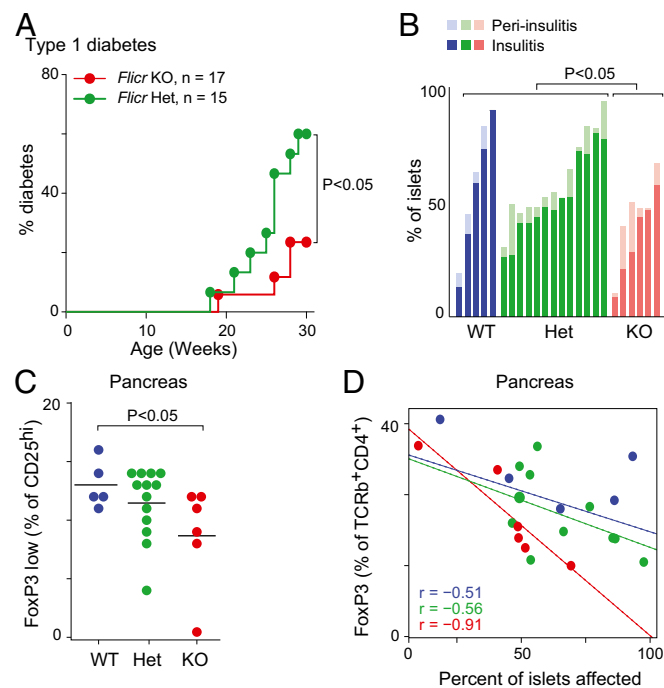 A
Type 1 diabetes
Flicr KO, n = 17
Flicr Het, n = 15
80
40
0
% diabetes
P<0.05
0
10
20
30
Age (Weeks)
B
Peri-insulitis
Insulitis
P<0.05
100
50
0
% of islets
WT
Het
KO
C
Pancreas
P<0.05
20
10
0
FoxP3 low (% of CD25hi)
WT
Het
KO
D
Pancreas
40
20
0
FoxP3 (% of TCRb+CD4+)
r = −0.51
r = −0.56
r = −0.91
0
50
100
Percent of islets affected